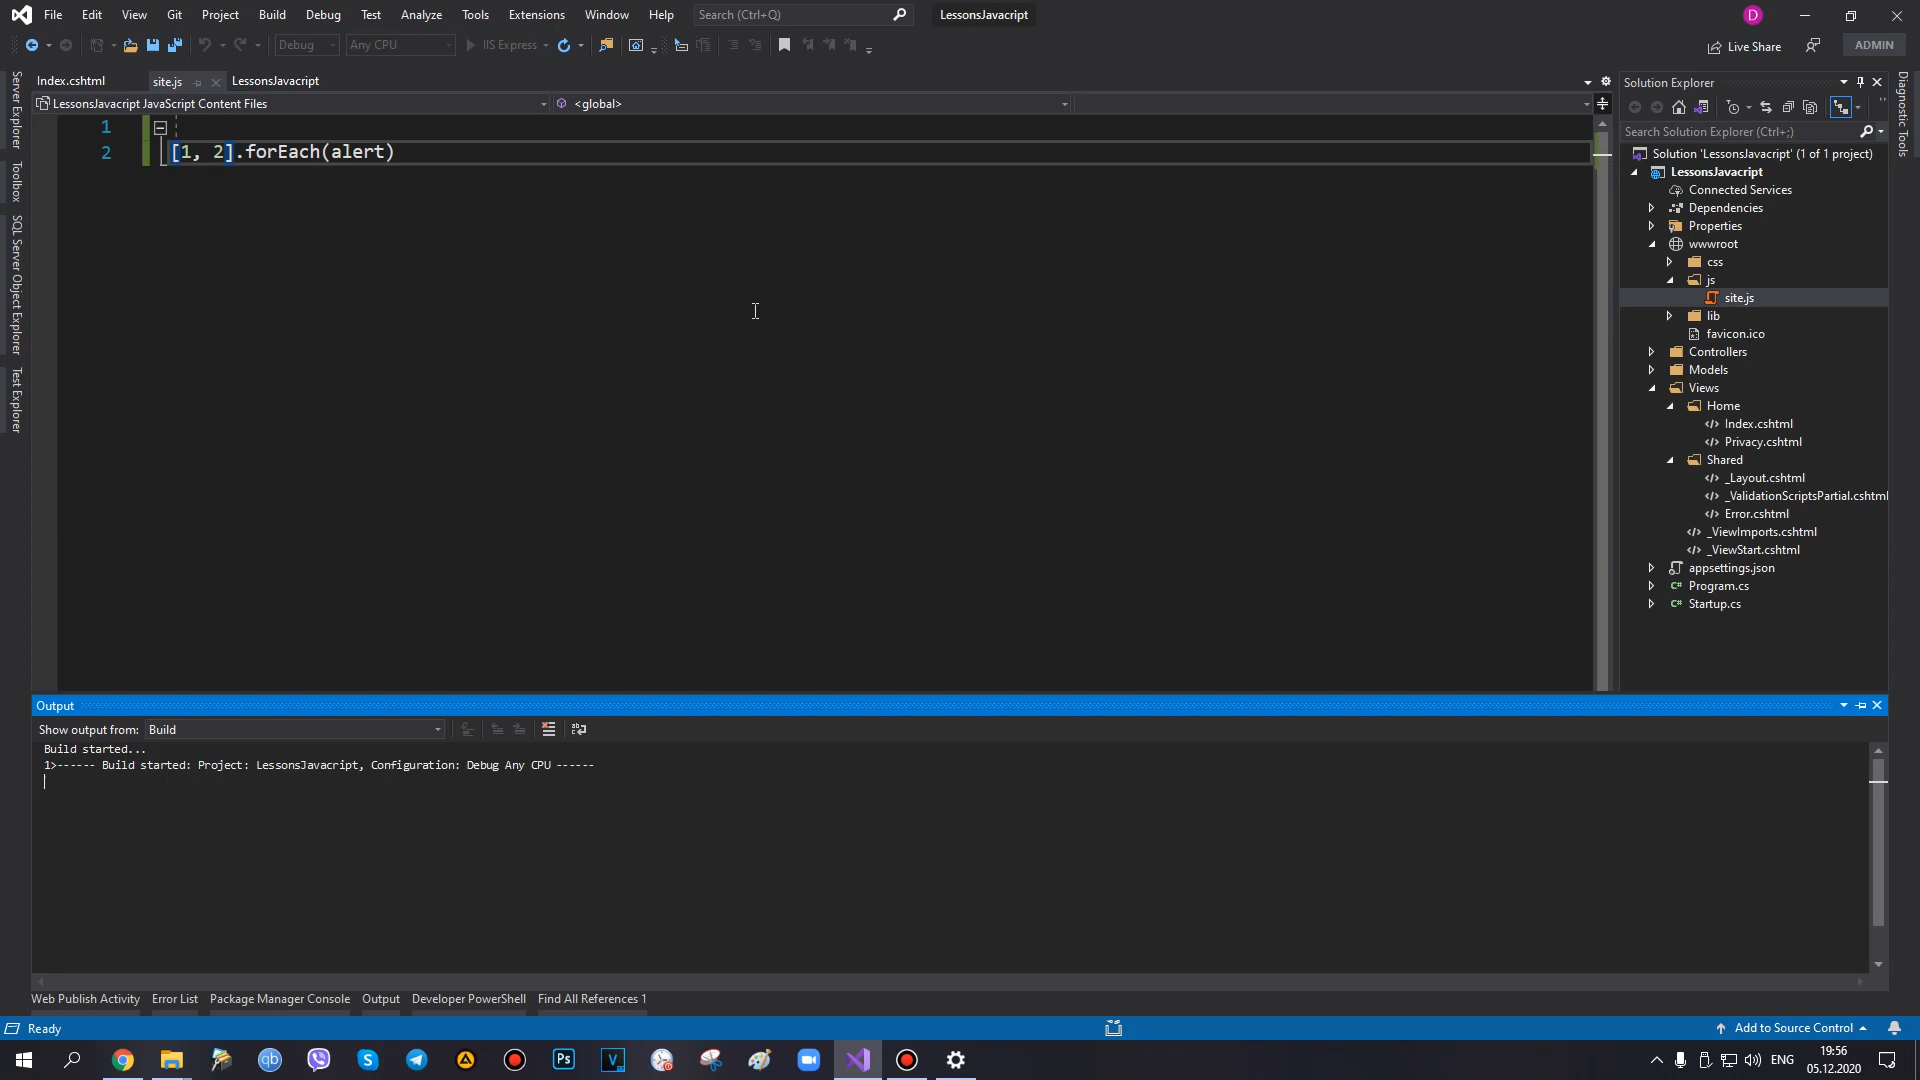 File Edit View Git Project Build Debug Test Analyze Tools Extensions Window Help Search (Ctrl+Q) LessonsJavacript D
Debug Any CPU IIS Express Live Share ADMIN
Index.cshtml site.js LessonsJavacript
LessonsJavacript JavaScript Content Files <global>
1
2 [1, 2].forEach(alert)
Server Explorer
Toolbox
SQL Server Object Explorer
Test Explorer
Solution Explorer
Search Solution Explorer (Ctrl+;)
Solution 'LessonsJavacript' (1 of 1 project)
LessonsJavacript
Connected Services
Dependencies
Properties
wwwroot
css
js
site.js
lib
favicon.ico
Controllers
Models
Views
Home
Index.cshtml
Privacy.cshtml
Shared
_Layout.cshtml
_ValidationScriptsPartial.cshtml
Error.cshtml
_ViewImports.cshtml
_ViewStart.cshtml
appsettings.json
C# Program.cs
C# Startup.cs
Diagnostic Tools
Output
Show output from: Build
Build started...
1>------ Build started: Project: LessonsJavacript, Configuration: Debug Any CPU ------
Web Publish Activity Error List Package Manager Console Output Developer PowerShell Find All References 1
Ready Add to Source Control
qb Ps V ENG 19:56
05.12.2020